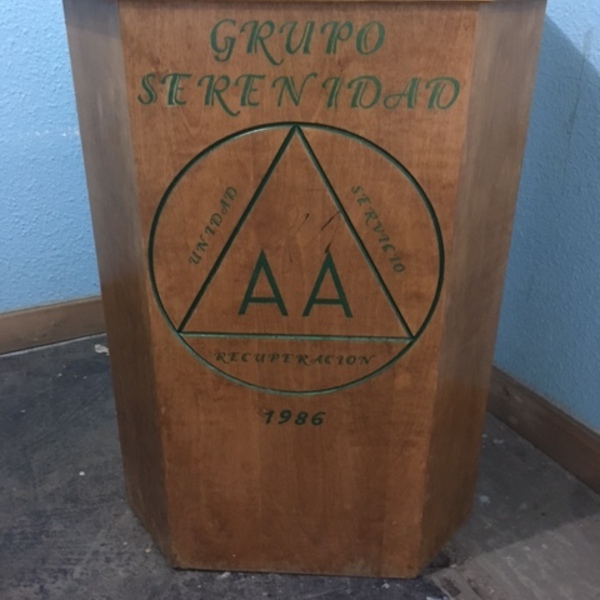 GRUPO
SERENIDAD
UNIDAD
SERVICIO
AA
RECUPERACION
1986